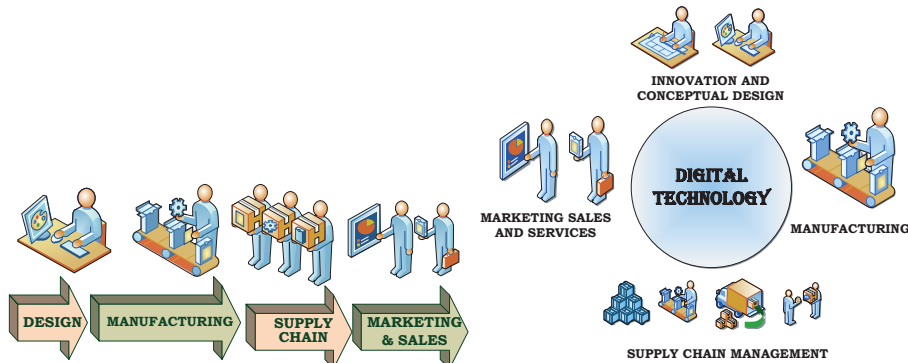 DESIGN
MANUFACTURING
SUPPLY
CHAIN
MARKETING
& SALES
INNOVATION AND
CONCEPTUAL DESIGN
DIGITAL
TECHNOLOGY
MARKETING SALES
AND SERVICES
MANUFACTURING
SUPPLY CHAIN MANAGEMENT